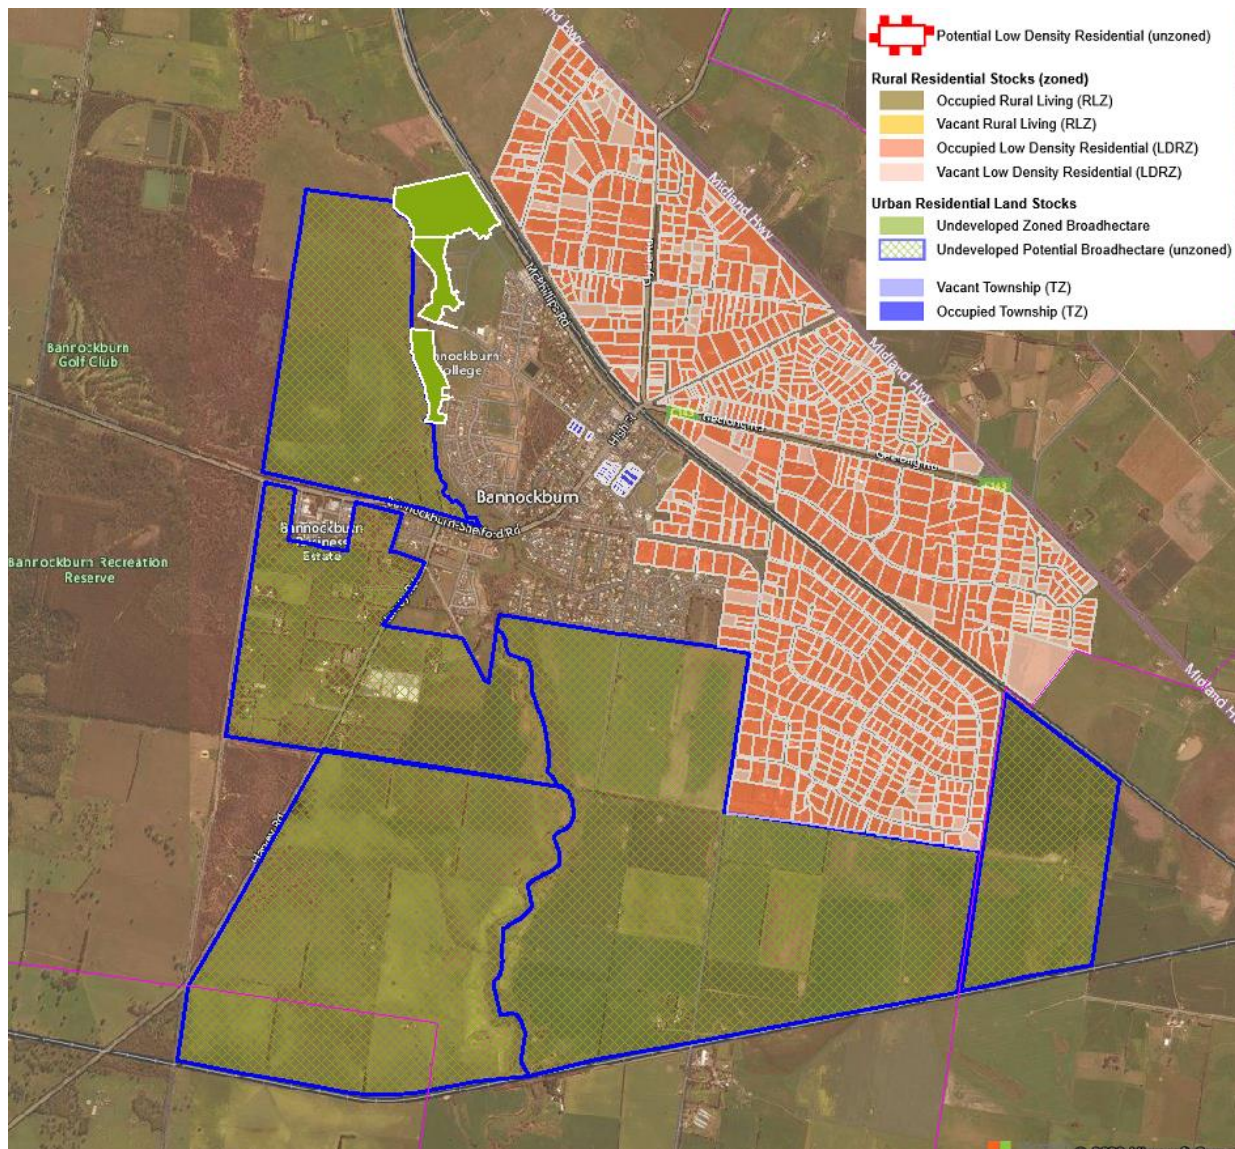 Potential Low Density Residential (unzoned)
Rural Residential Stocks (zoned)
Occupied Rural Living (RLZ)
Vacant Rural Living (RLZ)
Occupied Low Density Residential (LDRZ)
Vacant Low Density Residential (LDRZ)
Urban Residential Land Stocks
Undeveloped Zoned Broadhectare
Undeveloped Potential Broadhectare (unzoned)
Vacant Township (TZ)
Occupied Township (TZ)
nd Hwy
Midland Hwy
McPhillips Rd
Midland Hwy
Bannockburn
Golf Club
nnockburn
ollege
High St
Bannockburn
Bannockburn-Shelford Rd
Bannockburn
Business
Estate
Bannockburn Recreation
Reserve
Midland H
Harvey Rd